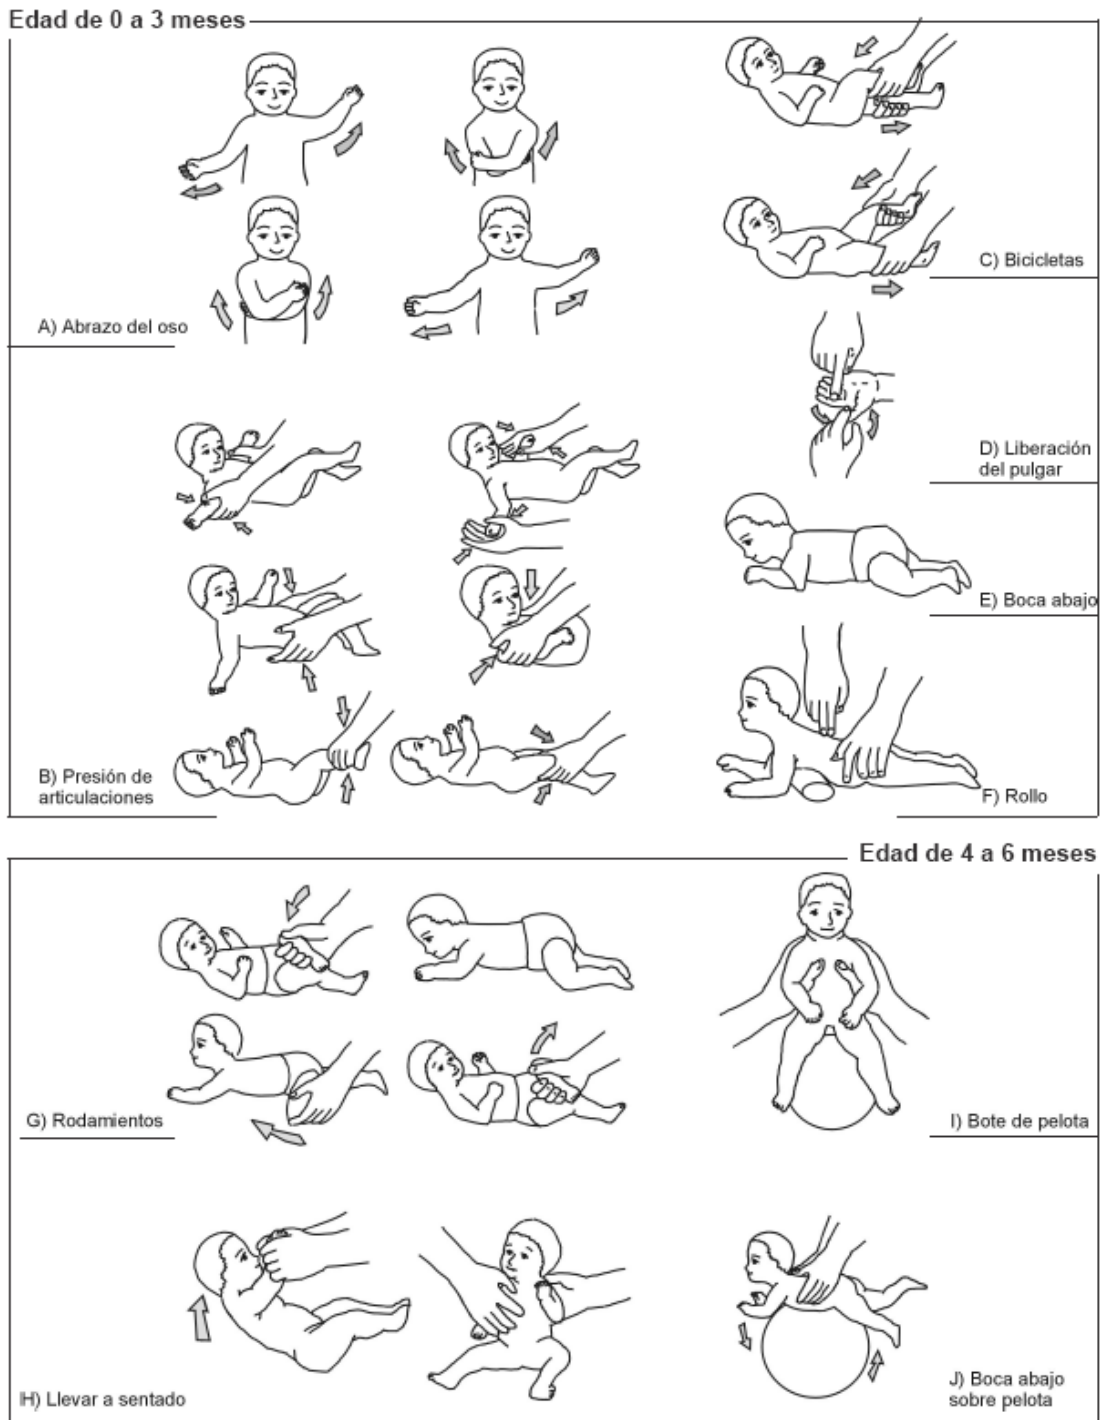 Edad de 0 a 3 meses
A) Abrazo del oso
B) Presión de
articulaciones
C) Bicicletas
D) Liberación
del pulgar
E) Boca abajo
F) Rollo
Edad de 4 a 6 meses
G) Rodamientos
H) Llevar a sentado
I) Bote de pelota
J) Boca abajo
sobre pelota